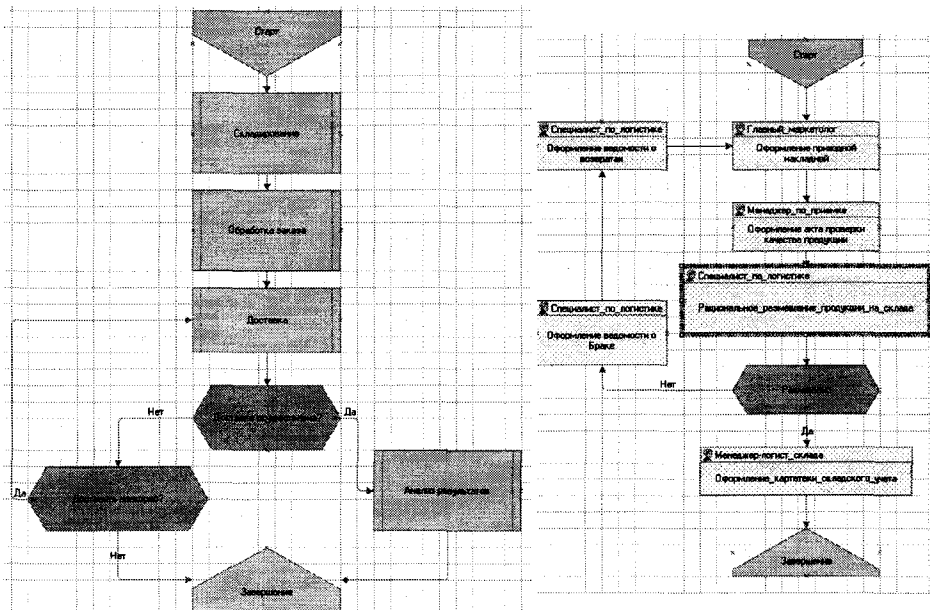 Старт
Складирование
Обработка заказа
Доставка
Нет
Да
Да
Анализ результатов
Нет
Завершение
Старт
Специалист_по_логистике
Оформление ведомости о
возвратах
Главный_маркетолог
Оформление приводной
накладной
Менеджер_по_приемке
Оформление акта проверки
качества продукции
Специалист_по_логистике
Рациональное_размещение_продукции_на_складе
Специалист_по_логистике
Оформление ведомости о
Браке
Нет
Да
Менеджер-логист_склада
Оформление_картотеки_складского_учета
Завершение